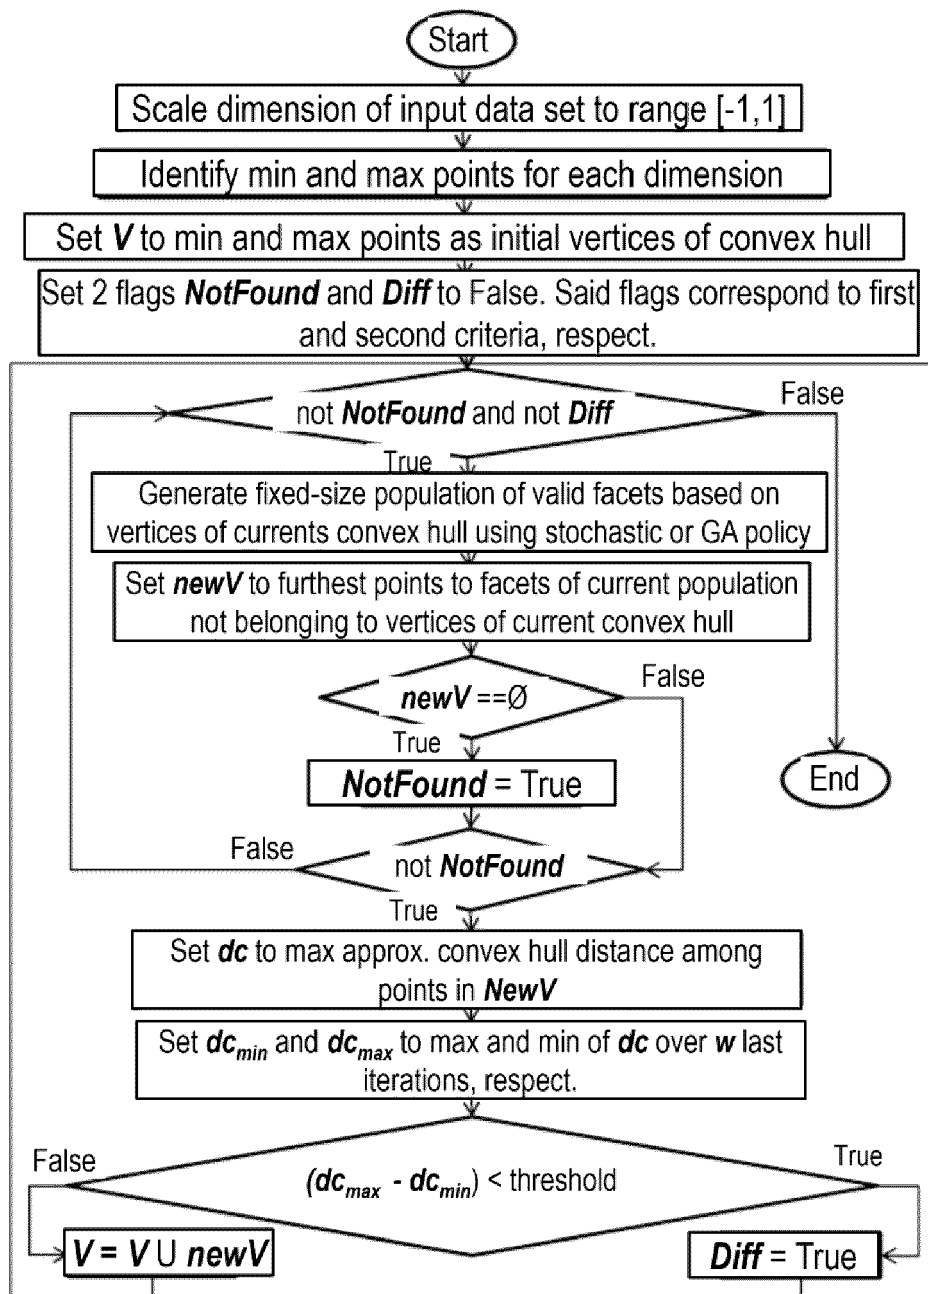 Start
Scale dimension of input data set to range [-1,1]
Identify min and max points for each dimension
Set V to min and max points as initial vertices of convex hull
Set 2 flags NotFound and Diff to False. Said flags correspond to first
and second criteria, respect.
not NotFound and not Diff
False
True
Generate fixed-size population of valid facets based on
vertices of currents convex hull using stochastic or GA policy
Set newV to furthest points to facets of current population
not belonging to vertices of current convex hull
newV ==Ø
False
True
NotFound = True
End
not NotFound
False
True
Set dc to max approx. convex hull distance among
points in NewV
Set dcmin and dcmax to max and min of dc over w last
iterations, respect.
(dcmax - dcmin) < threshold
False
True
V = V U newV
Diff = True